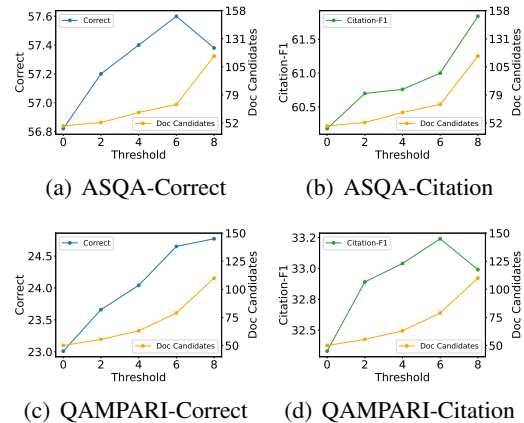 57.6
57.4
57.2
57.0
56.8
Correct
Correct
Doc Candidates
158
131
105
79
52
Doc Candidates
0 2 4 6 8
Threshold
(a) ASQA-Correct
61.5
61.0
60.5
Citation-F1
Citation-F1
Doc Candidates
158
131
105
79
52
Doc Candidates
0 2 4 6 8
Threshold
(b) ASQA-Citation
24.5
24.0
23.5
23.0
Correct
Correct
Doc Candidates
150
125
100
75
50
Doc Candidates
0 2 4 6 8
Threshold
(c) QAMPARI-Correct
33.2
33.0
32.8
32.5
Citation-F1
Citation-F1
Doc Candidates
150
125
100
75
50
Doc Candidates
0 2 4 6 8
Threshold
(d) QAMPARI-Citation